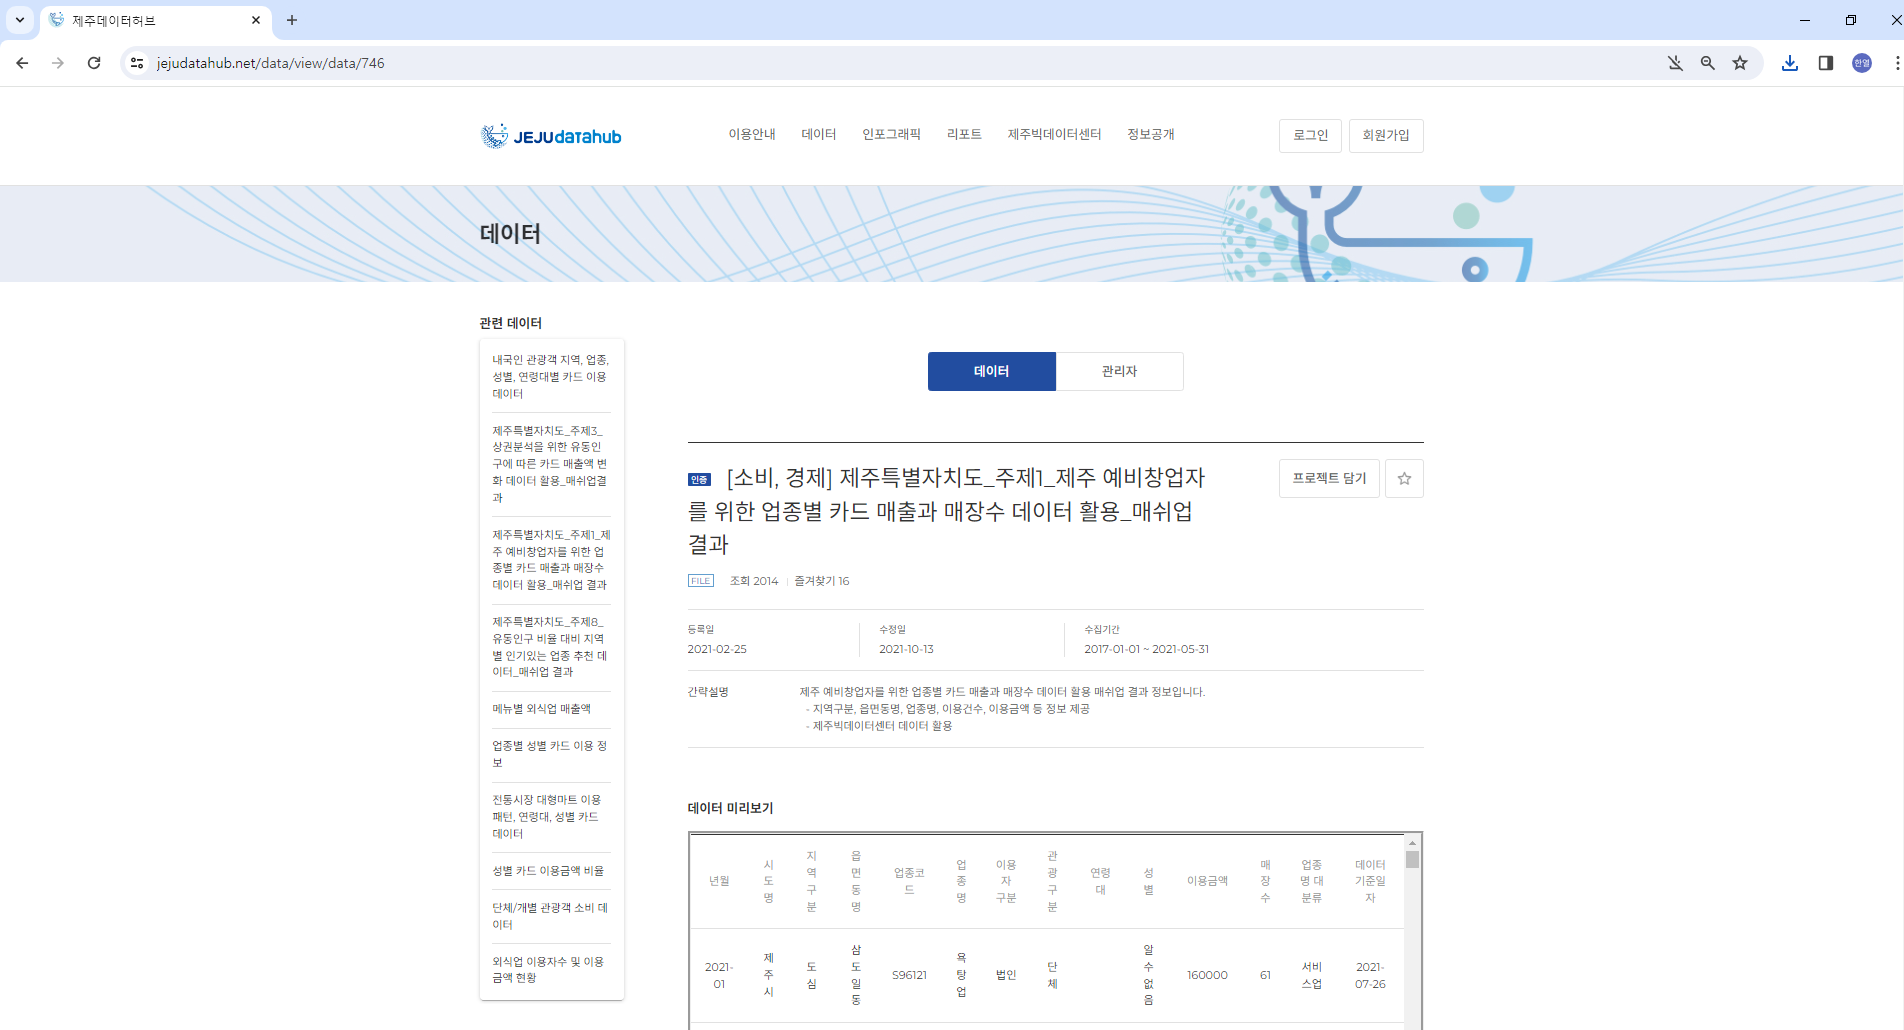 제주데이터허브
jejudatahub.net/data/view/data/746
한열
JEJUdatahub
이용안내
데이터
인포그래픽
리포트
제주빅데이터센터
정보공개
로그인
회원가입
데이터
관련 데이터
내국인 관광객 지역, 업종,
성별, 연령대별 카드 이용
데이터
제주특별자치도_주제3_
상권분석을 위한 유동인
구에 따른 카드 매출액 변
화 데이터 활용_매쉬업결
과
제주특별자치도_주제1_제
주 예비창업자를 위한 업
종별 카드 매출과 매장수
데이터 활용_매쉬업 결과
제주특별자치도_주제8_
유동인구 비율 대비 지역
별 인기있는 업종 추천 데
이터_매쉬업 결과
메뉴별 외식업 매출액
업종별 성별 카드 이용 정
보
전통시장 대형마트 이용
패턴, 연령대, 성별 카드
데이터
성별 카드 이용금액 비율
단체/개별 관광객 소비 데
이터
외식업 이용자수 및 이용
금액 현황
데이터
관리자
인증 [소비, 경제] 제주특별자치도_주제1_제주 예비창업자
를 위한 업종별 카드 매출과 매장수 데이터 활용_매쉬업
결과
프로젝트 담기
FILE 조회 2014 즐겨찾기 16
등록일
2021-02-25
수정일
2021-10-13
수집기간
2017-01-01 ~ 2021-05-31
간략설명
제주 예비창업자를 위한 업종별 카드 매출과 매장수 데이터 활용 매쉬업 결과 정보입니다.
- 지역구분, 읍면동명, 업종명, 이용건수, 이용금액 등 정보 제공
- 제주빅데이터센터 데이터 활용
데이터 미리보기
년월
시
도
명
지
역
구
분
읍
면
동
명
업종코
드
업
종
명
이용
자
구분
관
광
구
분
연령
대
성
별
이용금액
매
장
수
업종
명 대
분류
데이터
기준일
자
2021-
01
제
주
시
도
심
삼
도
일
동
S96121
욕
탕
업
법인
단
체
알
수
없
음
160000
61
서비
스업
2021-
07-26